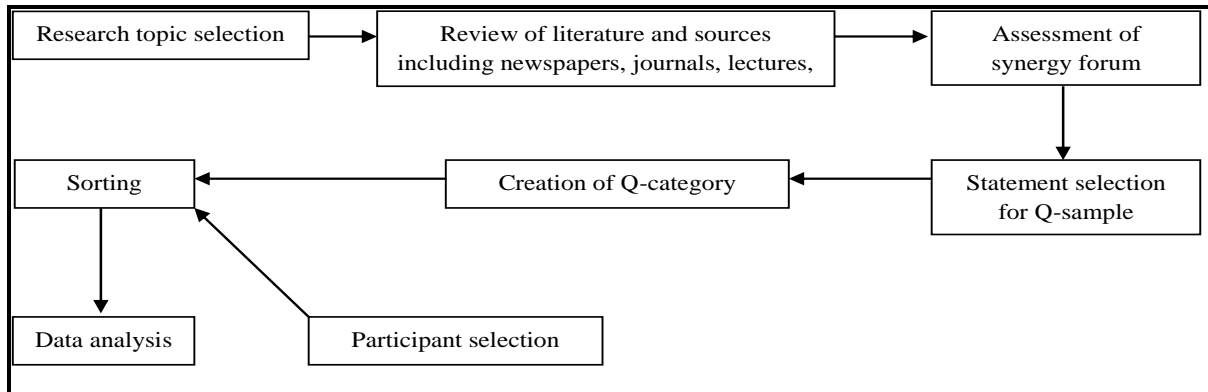 Research topic selection
Review of literature and sources
including newspapers, journals, lectures,
Assessment of
synergy forum
Sorting
Creation of Q-category
Statement selection
for Q-sample
Data analysis
Participant selection